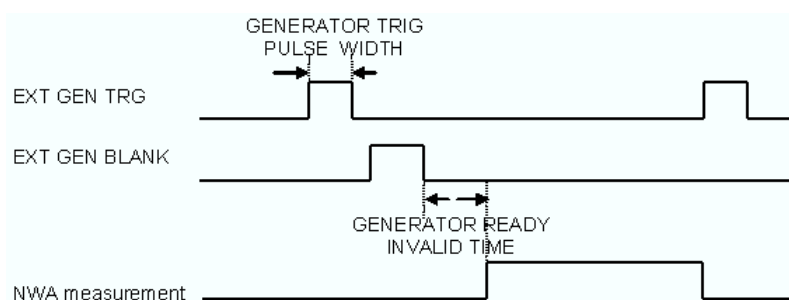 GENERATOR TRIG
PULSE WIDTH
EXT GEN TRG
EXT GEN BLANK
GENERATOR READY
INVALID TIME
NWA measurement